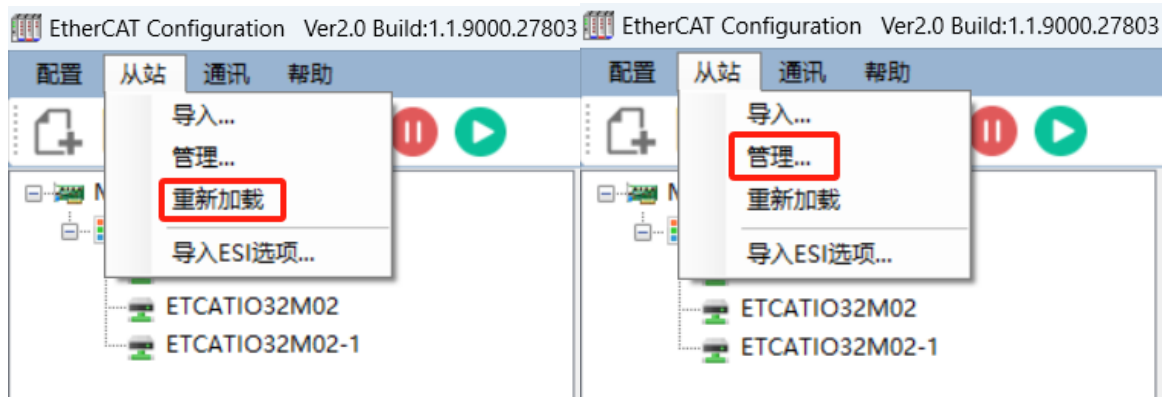 EtherCAT Configuration Ver2.0 Build:1.1.9000.27803
配置 从站 通讯 帮助
导入...
管理...
重新加载
导入ESI选项...
ETCATIO32M02
ETCATIO32M02-1
EtherCAT Configuration Ver2.0 Build:1.1.9000.27803
配置 从站 通讯 帮助
导入...
管理...
重新加载
导入ESI选项...
ETCATIO32M02
ETCATIO32M02-1